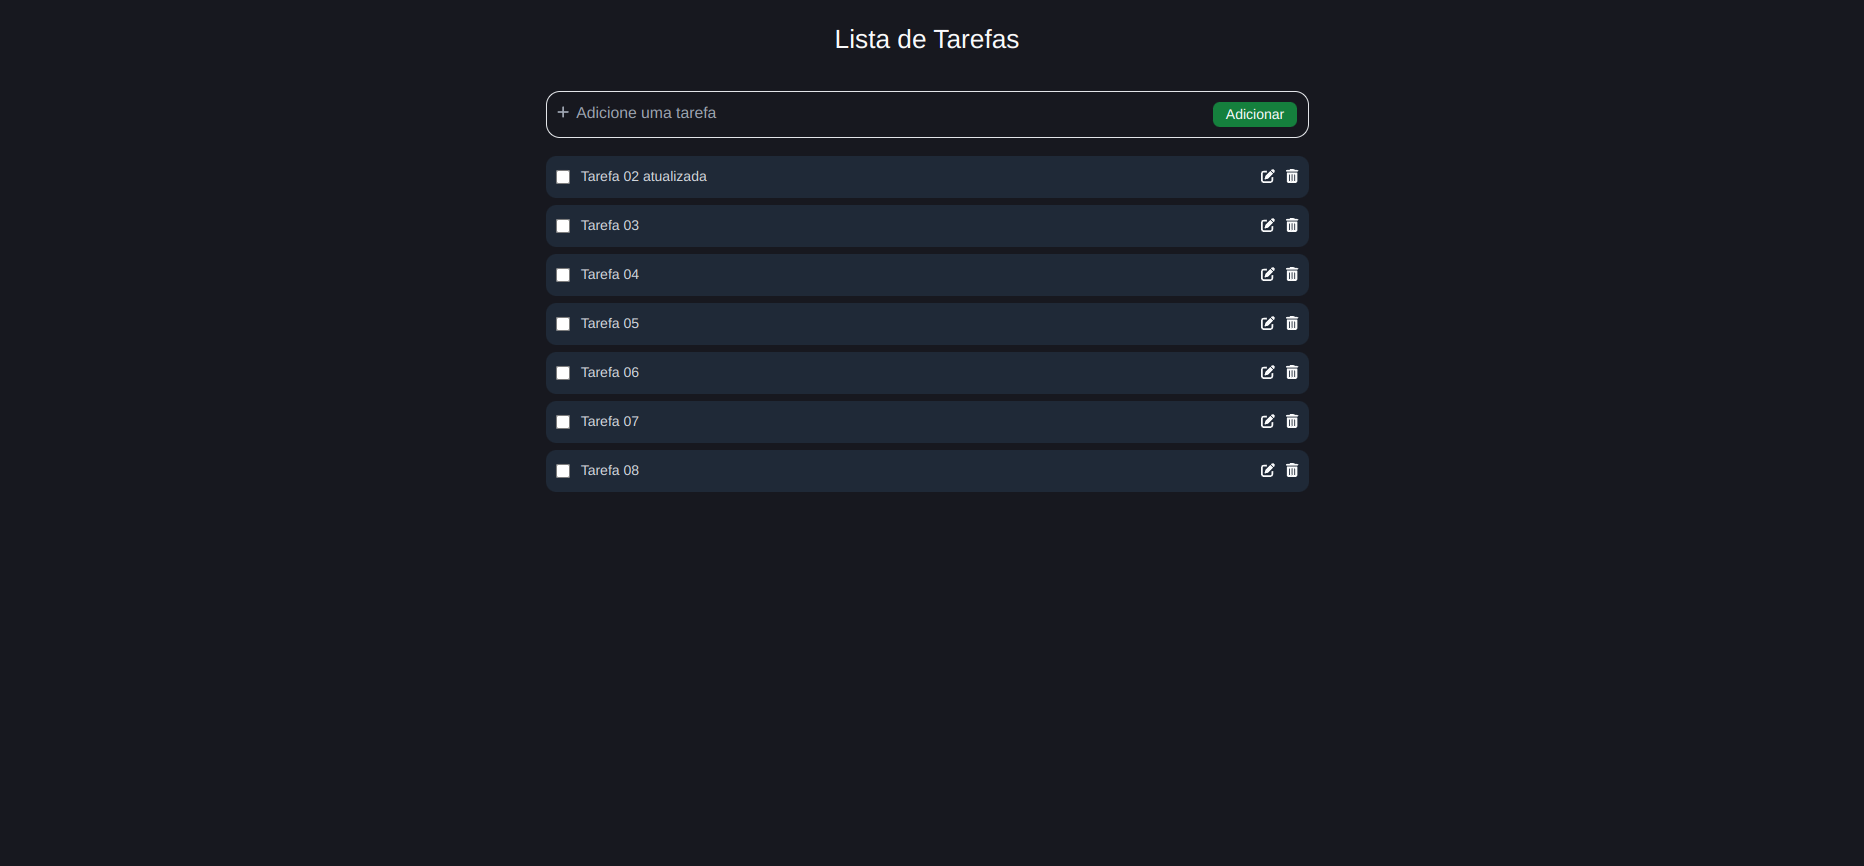 Lista de Tarefas
+ Adicione uma tarefa Adicionar
Tarefa 02 atualizada
Tarefa 03
Tarefa 04
Tarefa 05
Tarefa 06
Tarefa 07
Tarefa 08